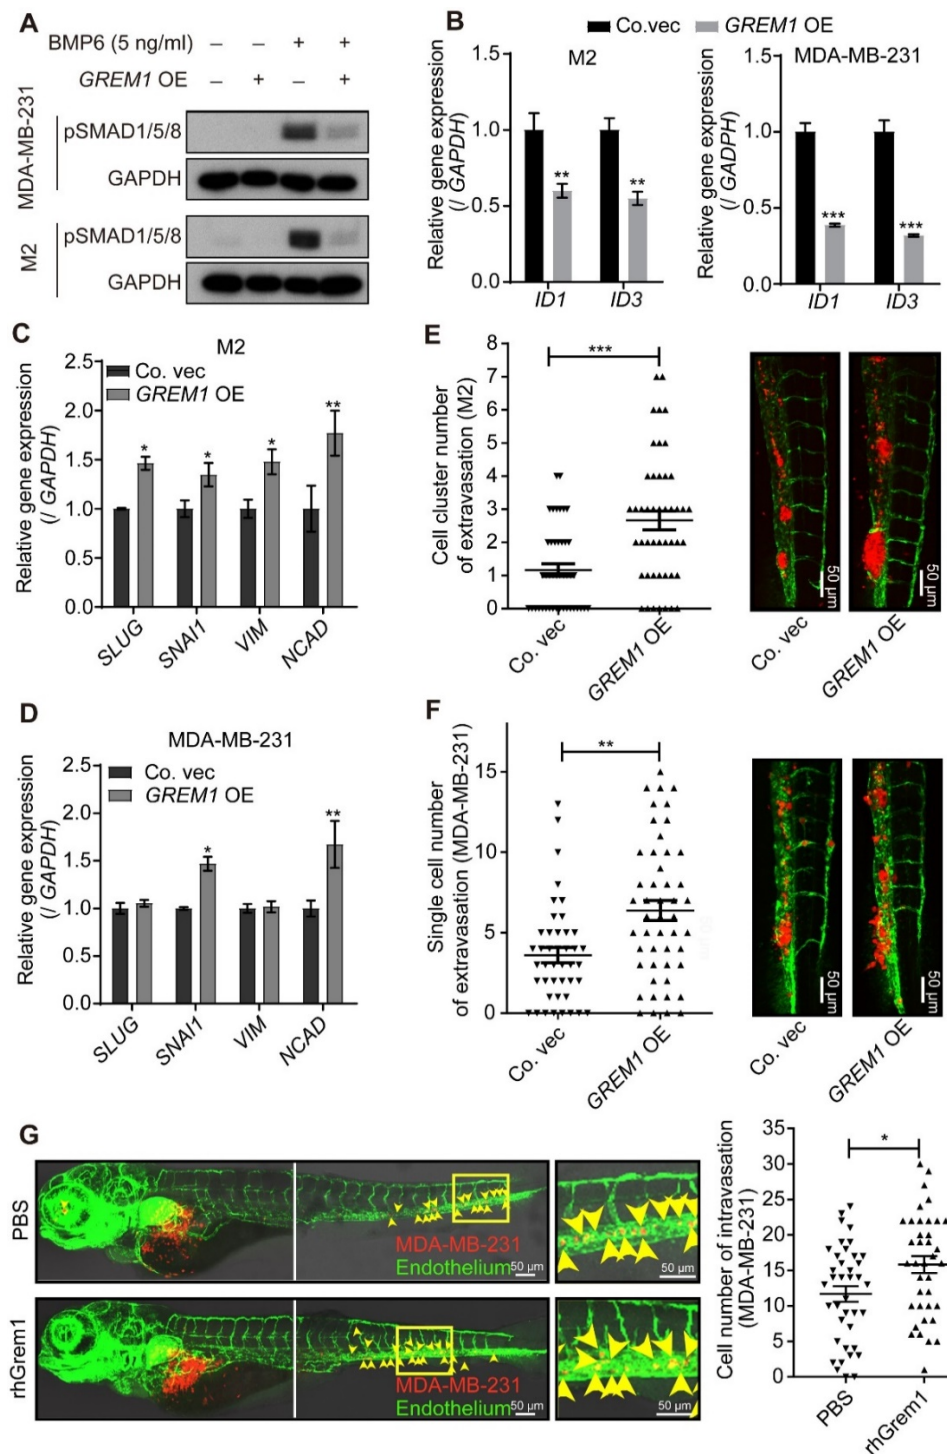 A
BMP6 (5 ng/ml) – – + +
GREM1 OE – + – +
MDA-MB-231
pSMAD1/5/8
GAPDH
M2
pSMAD1/5/8
GAPDH
B
Co.vec GREM1 OE
M2
Relative gene expression
(/ GAPDH)
1.5
1.0
0.5
0.0
** **
ID1 ID3
MDA-MB-231
Relative gene expression
(/ GADPH)
1.5
1.0
0.5
0.0
*** ***
ID1 ID3
C
M2
Co. vec
GREM1 OE
Relative gene expression
(/ GAPDH)
2.5
2.0
1.5
1.0
0.5
0.0
* * * **
SLUG SNAI1 VIM NCAD
D
MDA-MB-231
Co. vec
GREM1 OE
Relative gene expression
(/ GAPDH)
2.5
2.0
1.5
1.0
0.5
0.0
* **
SLUG SNAI1 VIM NCAD
E
Cell cluster number
of extravasation (M2)
8
7
6
5
4
3
2
1
0
***
Co. vec GREM1 OE
50 µm 50 µm
Co. vec GREM1 OE
F
Single cell number
of extravasation (MDA-MB-231)
15
10
5
0
**
Co. vec GREM1 OE
50 µm 50 µm
Co. vec GREM1 OE
G
PBS
MDA-MB-231
Endothelium 50 µm
50 µm
rhGrem1
MDA-MB-231
Endothelium 50 µm
50 µm
Cell number of intravasation
(MDA-MB-231)
35
30
25
20
15
10
5
0
*
PBS rhGrem1